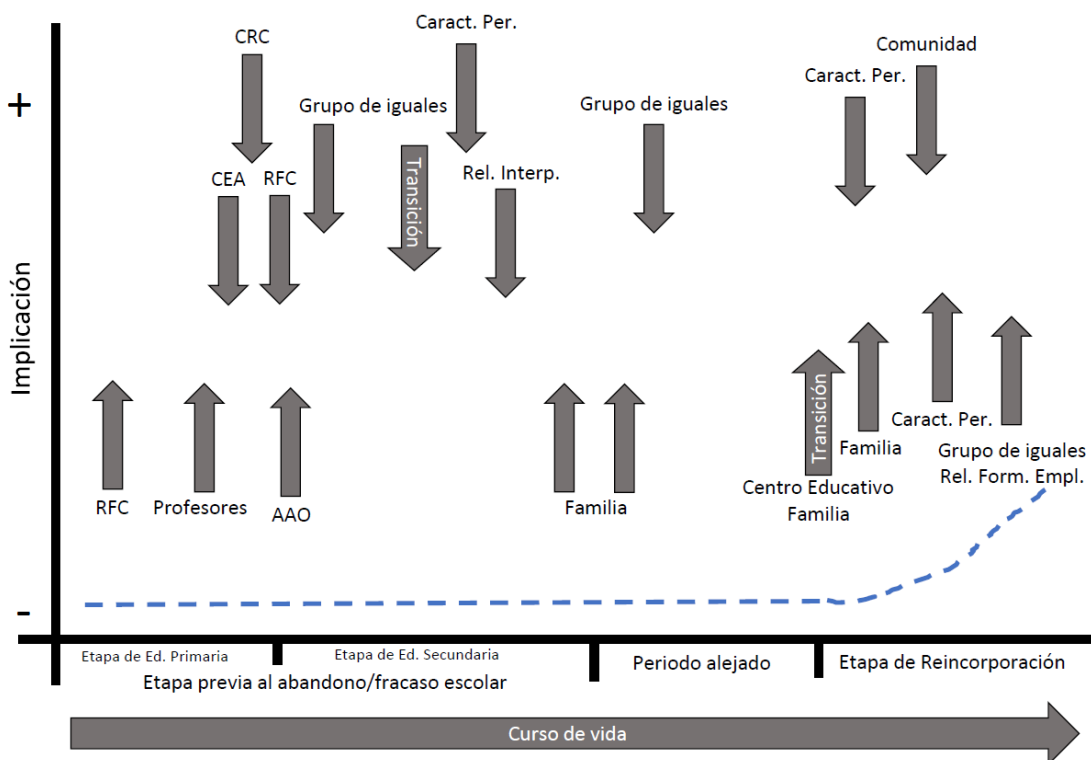 CRC
Caract. Per.
Comunidad
Caract. Per.
+
Grupo de iguales
Grupo de iguales
Transición
CEA
RFC
Rel. Interp.
Implicación
Transición
Familia
Caract. Per.
RFC
Profesores
AAO
Familia
Centro Educativo
Familia
Grupo de iguales
Rel. Form. Empl.
-
Etapa de Ed. Primaria
Etapa de Ed. Secundaria
Etapa previa al abandono/fracaso escolar
Periodo alejado
Etapa de Reincorporación
Curso de vida